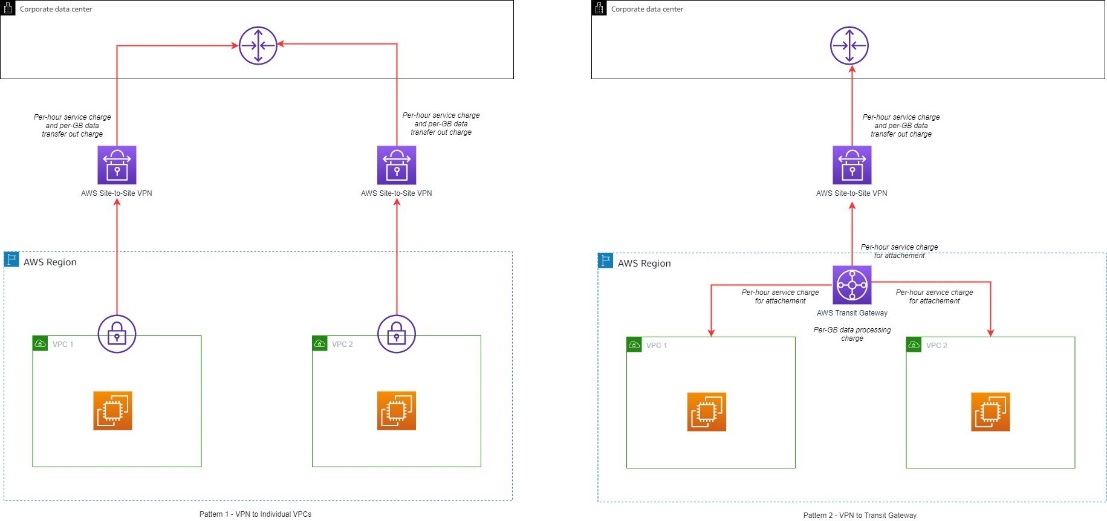 Corporate data center
Per-hour service charge
and per-GB data
transfer out charge
Per-hour service charge
and per-GB data
transfer out charge
AWS Site-to-Site VPN
AWS Site-to-Site VPN
AWS Region
VPC 1
VPC 2
Pattern 1 - VPN to Individual VPCs
Corporate data center
Per-hour service charge
and per-GB data
transfer out charge
AWS Site-to-Site VPN
Per-hour service charge
for attachement
AWS Region
Per-hour service charge
for attachement
Per-hour service charge
for attachement
AWS Transit Gateway
Per-GB data processing
charge
VPC 1
VPC 2
Pattern 2 - VPN to Transit Gateway